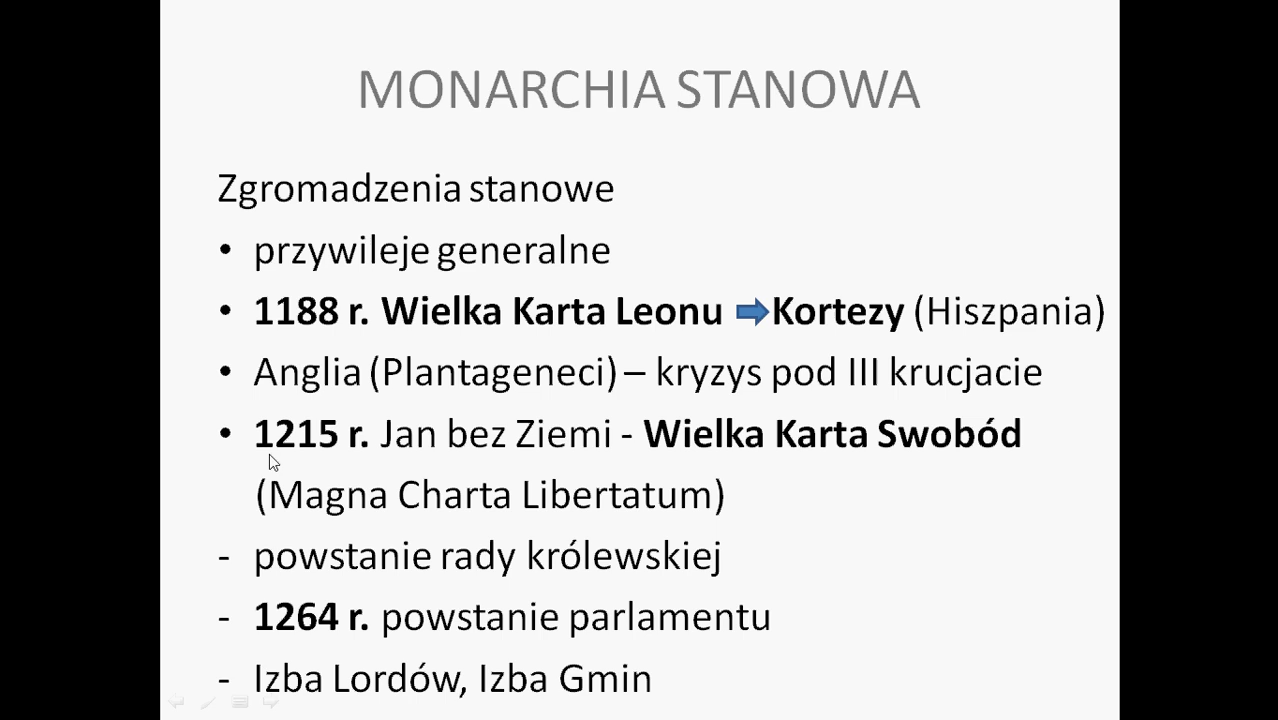 MONARCHIA STANOWA
Zgromadzenia stanowe
• przywileje generalne
• 1188 r. Wielka Karta Leonu Kortezy (Hiszpania)
• Anglia (Plantageneci) – kryzys pod III krucjacie
• 1215 r. Jan bez Ziemi - Wielka Karta Swobód
(Magna Charta Libertatum)
- powstanie rady królewskiej
- 1264 r. powstanie parlamentu
- Izba Lordów, Izba Gmin